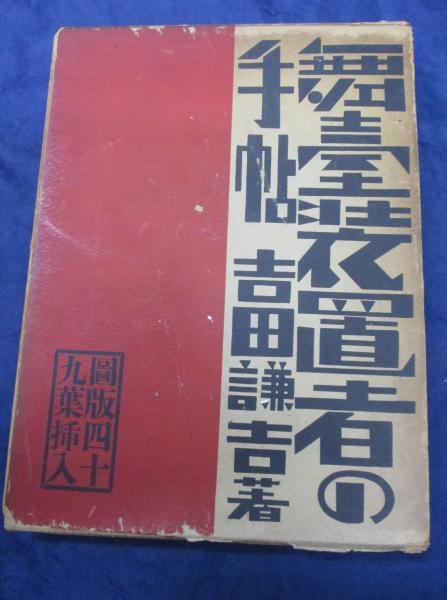 舞臺装置者の
手帖
吉田謙吉著
圖版四十
九葉挿入